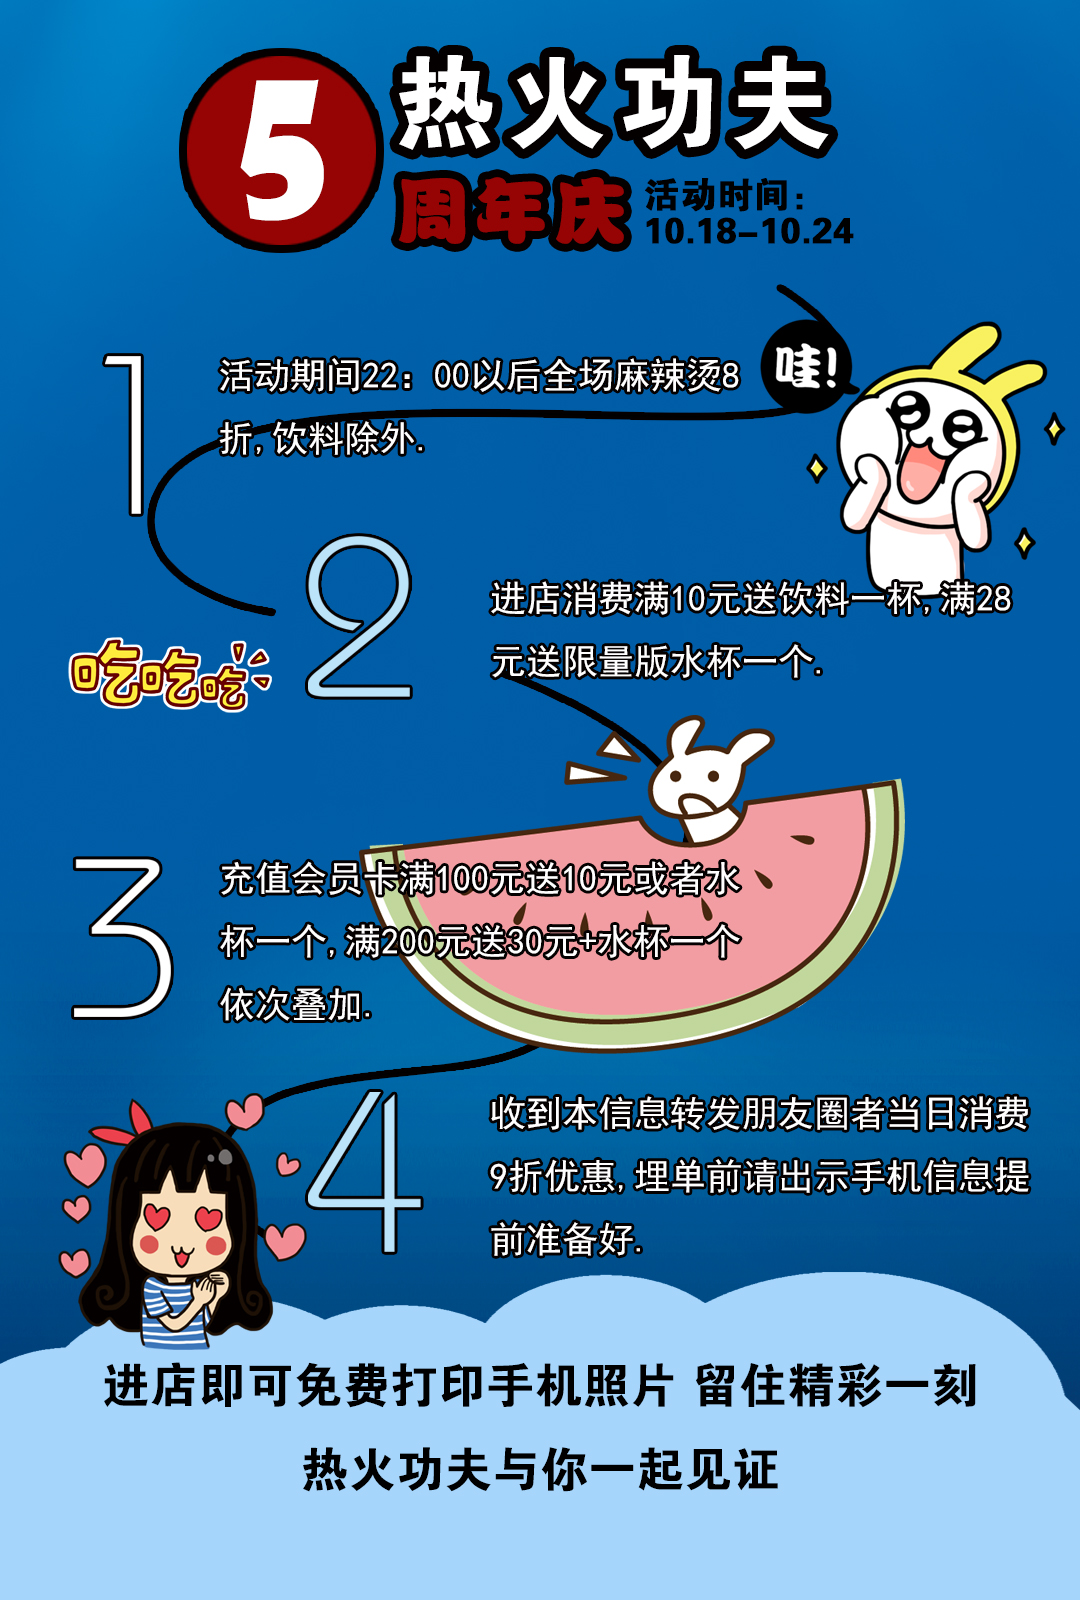 5
热火功夫
周年庆
活动时间：
10.18-10.24
哇!
1
活动期间22：00以后全场麻辣烫8
折,饮料除外.
2
进店消费满10元送饮料一杯,满28
元送限量版水杯一个.
吃吃吃
3
充值会员卡满100元送10元或者水
杯一个,满200元送30元+水杯一个
依次叠加.
4
收到本信息转发朋友圈者当日消费
9折优惠,埋单前请出示手机信息提
前准备好.
进店即可免费打印手机照片 留住精彩一刻
热火功夫与你一起见证